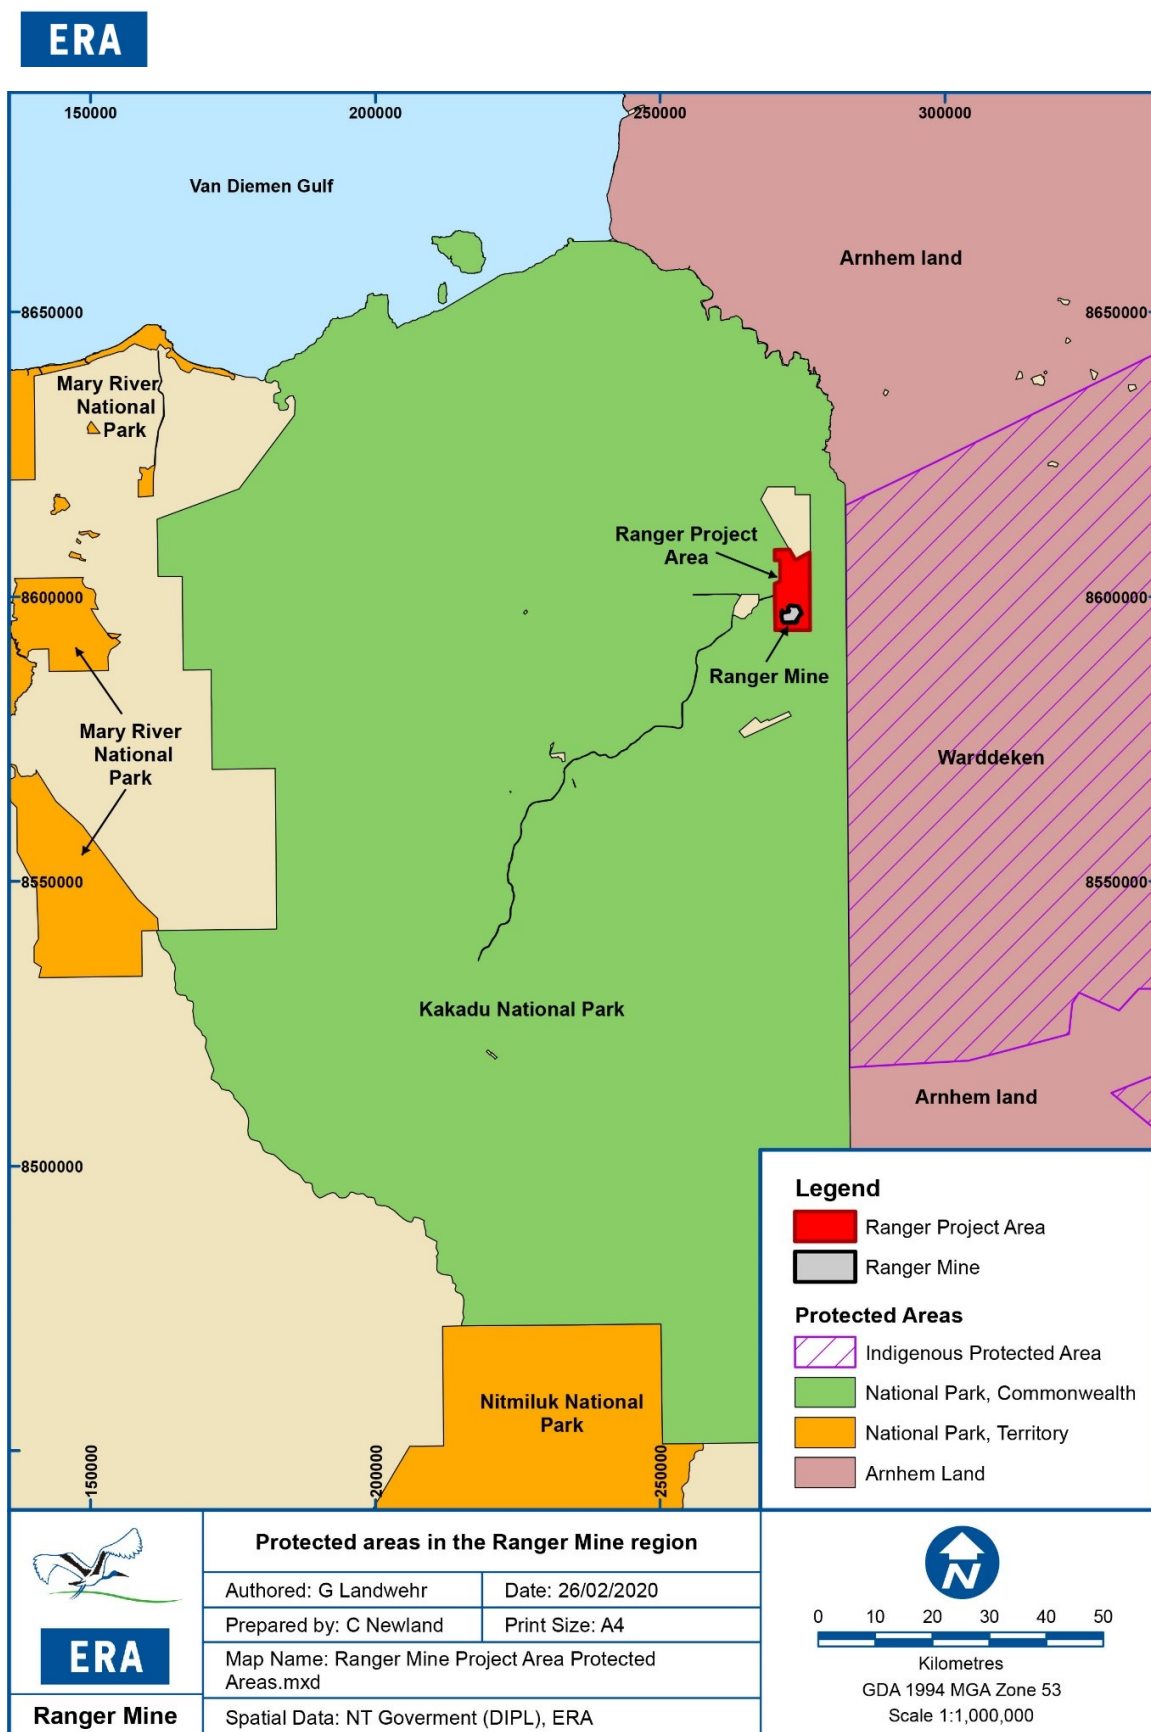 ERA
150000
200000
250000
300000
Van Diemen Gulf
Arnhem land
8650000
8650000
Mary River
National
Park
Ranger Project
Area
8600000
8600000
Ranger Mine
Mary River
National
Park
Warddeken
8550000
8550000
Kakadu National Park
Arnhem land
8500000
Nitmiluk National
Park
150000
200000
250000
Legend
Ranger Project Area
Ranger Mine
Protected Areas
Indigenous Protected Area
National Park, Commonwealth
National Park, Territory
Arnhem Land
ERA
Ranger Mine
Protected areas in the Ranger Mine region
Authored: G Landwehr
Date: 26/02/2020
Prepared by: C Newland
Print Size: A4
Map Name: Ranger Mine Project Area Protected
Areas.mxd
Spatial Data: NT Goverment (DIPL), ERA
N
0 10 20 30 40 50
Kilometres
GDA 1994 MGA Zone 53
Scale 1:1,000,000